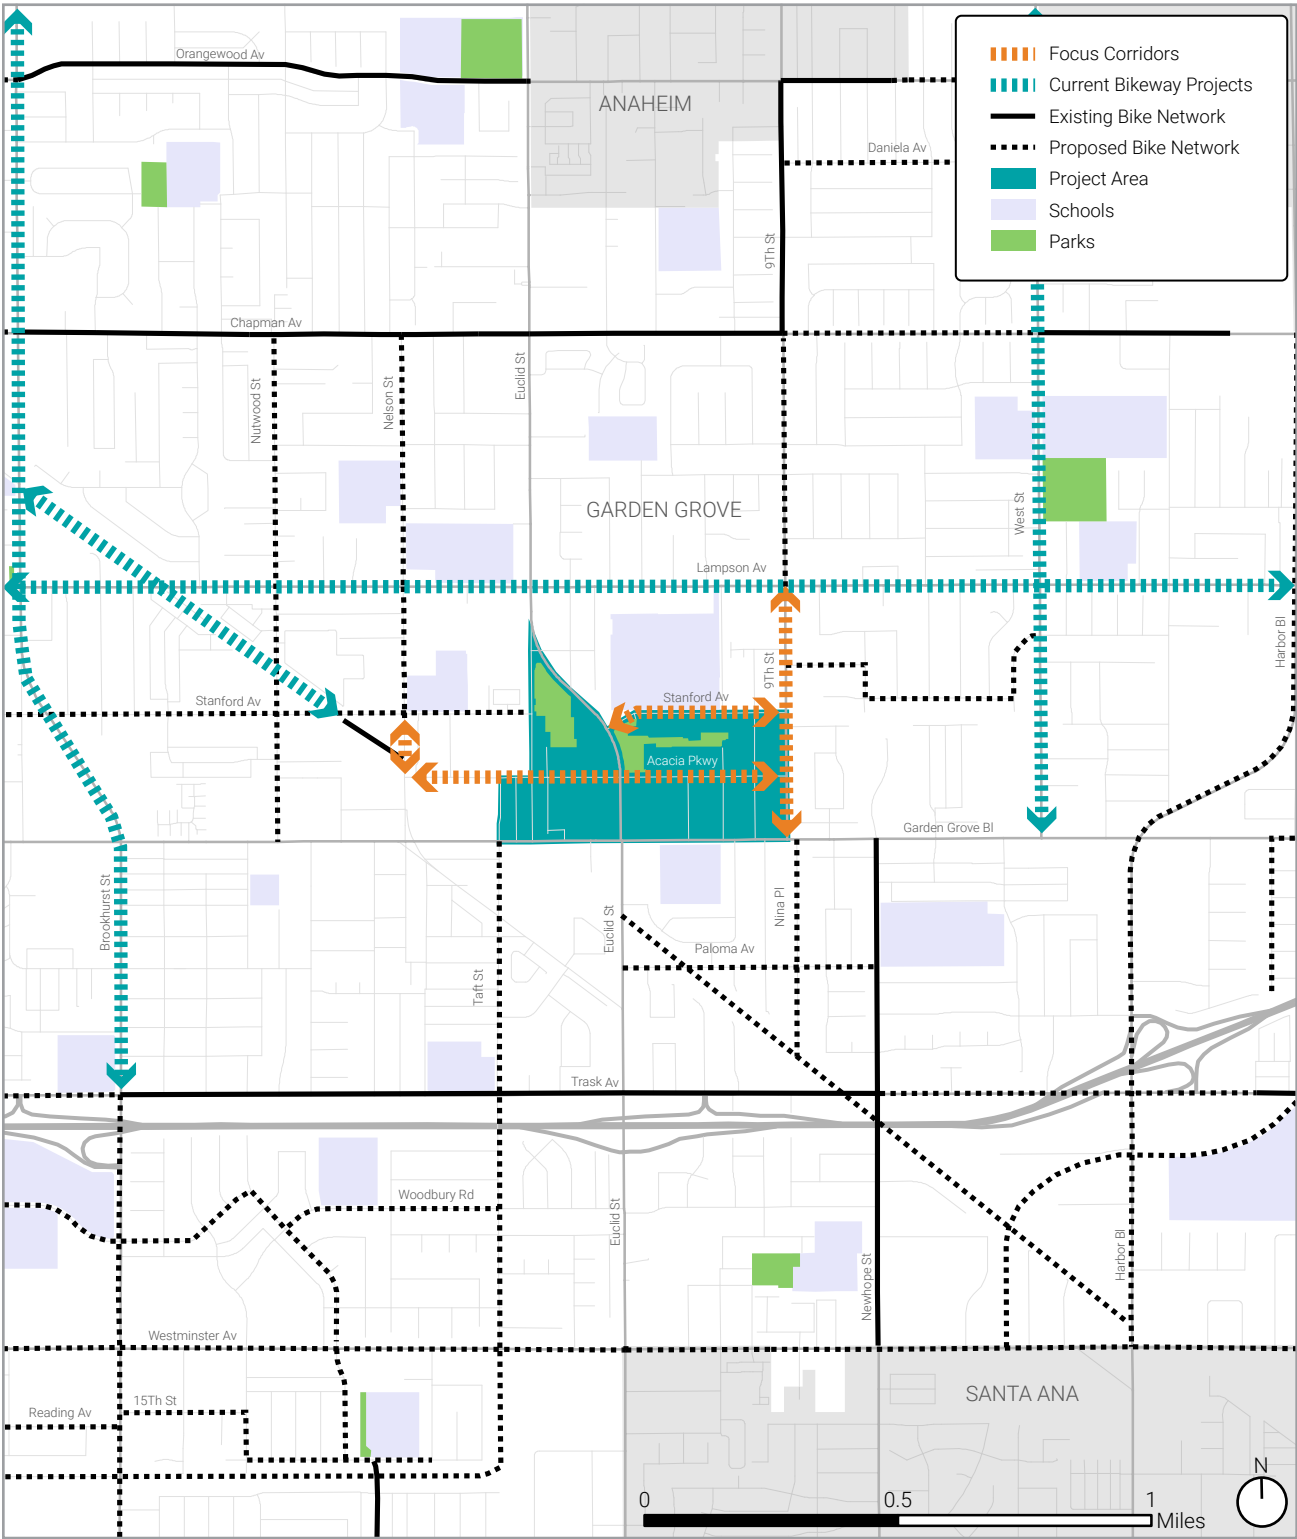 Orangewood Av
ANAHEIM
Focus Corridors
Current Bikeway Projects
Existing Bike Network
Proposed Bike Network
Project Area
Schools
Parks
Daniela Av
9Th St
Chapman Av
Nutwood St
Nelson St
Euclid St
GARDEN GROVE
West St
Lampson Av
Harbor Bl
Stanford Av
Stanford Av
9Th St
Acacia Pkwy
Garden Grove Bl
Brookhurst St
Taft St
Euclid St
Nina Pl
Paloma Av
Trask Av
Woodbury Rd
Euclid St
Newhope St
Harbor Bl
Westminster Av
15Th St
Reading Av
SANTA ANA
N
0 0.5 1
Miles